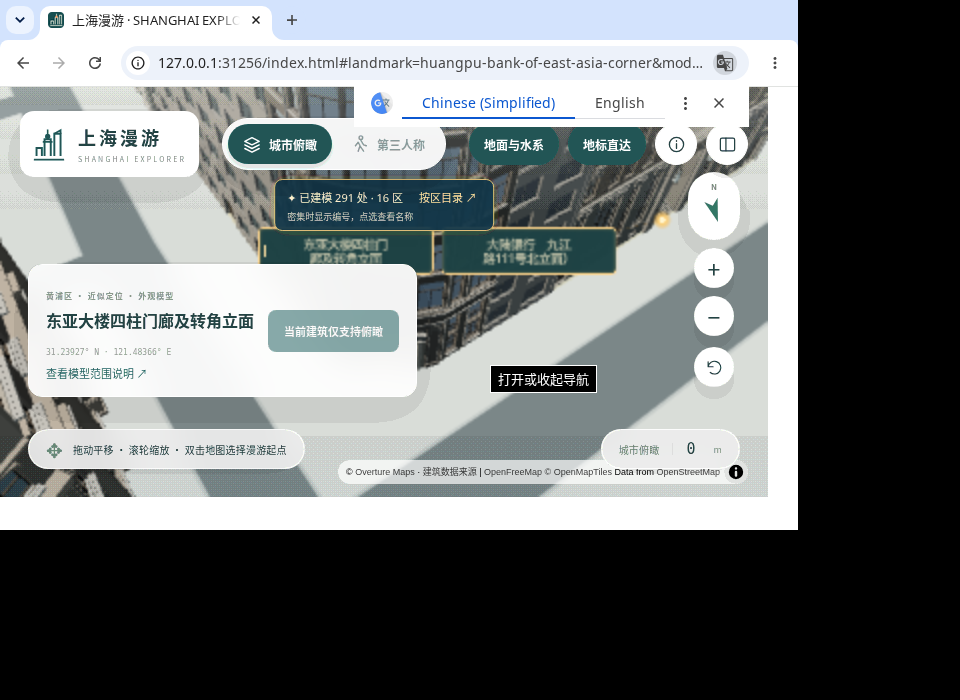 上海漫游 · SHANGHAI EXPLO
127.0.0.1:31256/index.html#landmark=huangpu-bank-of-east-asia-corner&mod...
Chinese (Simplified) English
上海漫游
SHANGHAI EXPLORER
城市俯瞰 第三人称 地面与水系 地标直达
N
✦ 已建模 291 处 · 16 区 按区目录 ↗
密集时显示编号，点选查看名称
东亚大楼四柱门
廊及转角立面
大陆银行 九江
路111号北立面）
黄浦区 · 近似定位 · 外观模型
东亚大楼四柱门廊及转角立面
当前建筑仅支持俯瞰
31.23927° N · 121.48366° E
查看模型范围说明 ↗
打开或收起导航
拖动平移 · 滚轮缩放 · 双击地图选择漫游起点
城市俯瞰 0 m
© Overture Maps · 建筑数据来源 | OpenFreeMap © OpenMapTiles Data from OpenStreetMap